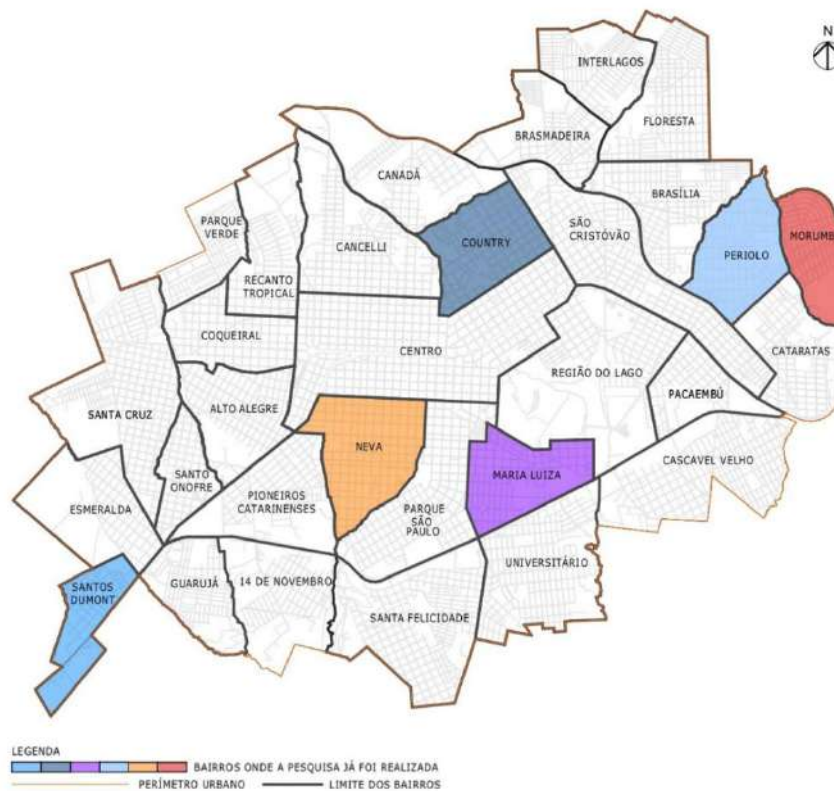 N
INTERLAGOS
FLORESTA
BRASMADEIRA
CANADÁ
BRASÍLIA
PARQUE
VERDE
SÃO
CRISTÓVÃO
MORUMB
CANCELLI
COUNTRY
PERIOLO
RECANTO
TROPICAL
COQUEIRAL
CENTRO
CATARATAS
REGIÃO DO LAGO
PACAEMBÚ
SANTA CRUZ
ALTO ALEGRE
NEVA
CASCAVEL VELHO
SANTO
ONOFRE
MARIA LUIZA
PIONEIROS
CATARINENSES
ESMERALDA
PARQUE
SÃO
PAULO
UNIVERSITÁRIO
SANTOS
DUMONT
GUARUJÁ
14 DE NOVEMBRO
SANTA FELICIDADE
LEGENDA
BAIRROS ONDE A PESQUISA JÁ FOI REALIZADA
PERÍMETRO URBANO
LIMITE DOS BAIRROS